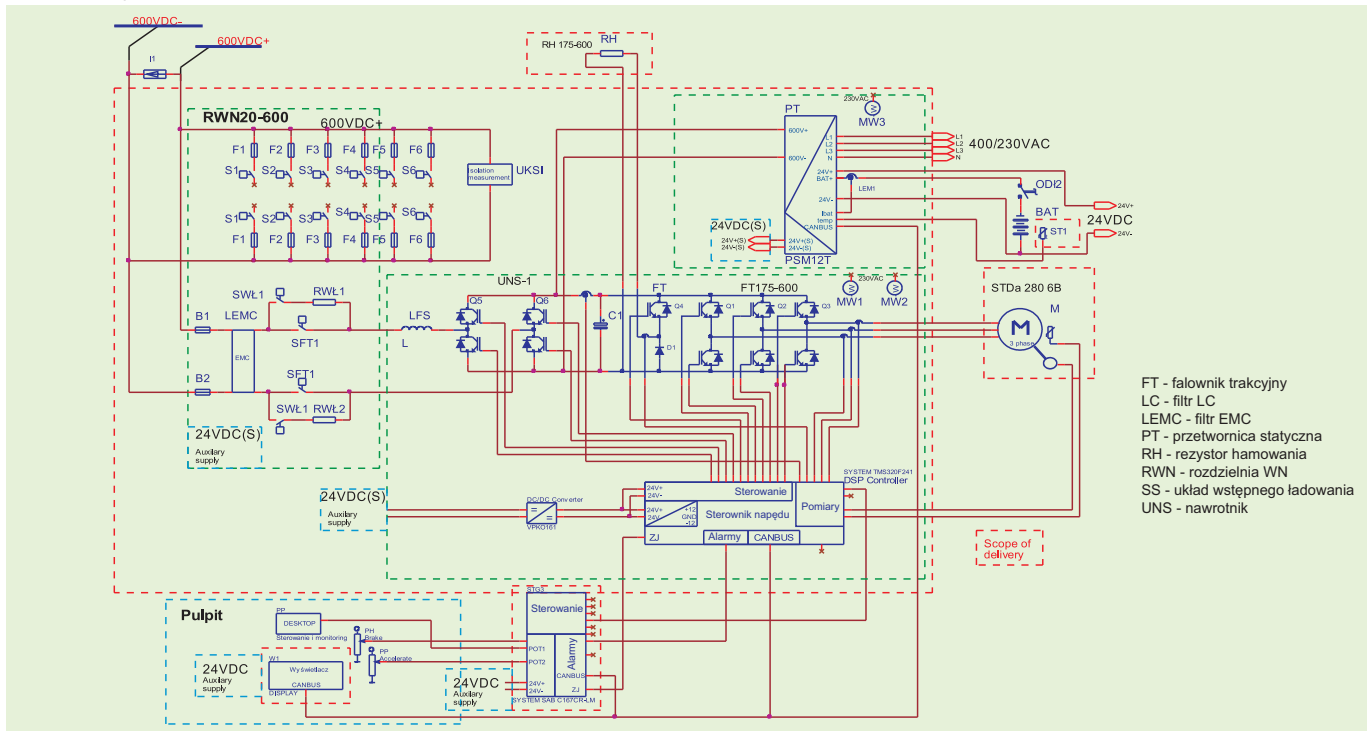 600VDC-
600VDC+
I1
RH 175-600
RH
RWN20-600
600VDC+
F1 F2 F3 F4 F5 F6
S1 S2 S3 S4 S5 S6
isolation
measurement
UKSI
S1 S2 S3 S4 S5 S6
F1 F2 F3 F4 F5 F6
PT
230VAC
W
MW3
600V+
600V-
L1
L2
L3
N
L1
L2
L3
N
400/230VAC
24V+
BAT+
LEM1
24V-
Ibat
temp
CANBUS
24V+(S)
24V-(S)
PSM12T
24VDC(S)
24V+(S)
24V-(S)
ODI2
BAT
ST1
24V+
24VDC
24V-
UNS-1
FT
FT175-600
230VAC
W
W
MW1
MW2
SWŁ1
RWŁ1
B1
LEMC
SFT1
EMC
LFS
L
Q5
Q6
C1
Q4
Q1
Q2
Q3
D1
STDa 280 6B
M
M
3 phase
B2
SFT1
SWŁ1
RWŁ2
24VDC(S)
Auxilary
supply
FT - falownik trakcyjny
LC - filtr LC
LEMC - filtr EMC
PT - przetwornica statyczna
RH - rezystor hamowania
RWN - rozdzielnia WN
SS - układ wstępnego ładowania
UNS - nawrotnik
24VDC(S)
Auxilary
supply
DC/DC Converter
VPKO161
SYSTEM TMS320F241
DSP Controller
24V+
24V-
Sterowanie
Pomiary
24V+
24V-
+12
GND
-12
Sterownik napędu
ZJ
Alarmy
CANBUS
Scope of
delivery
Pulpit
PP
DESKTOP
Sterowanie i monitoring
PH
Brake
PP
Accelerate
24VDC
Auxilary
supply
W1
Wyświetlacz
CANBUS
DISPLAY
STG3
Sterowanie
POT1
POT2
Alarmy
CANBUS
24V+
24V-
ZJ
SYSTEM SAB C167CR-LM
24VDC
Auxilary
supply